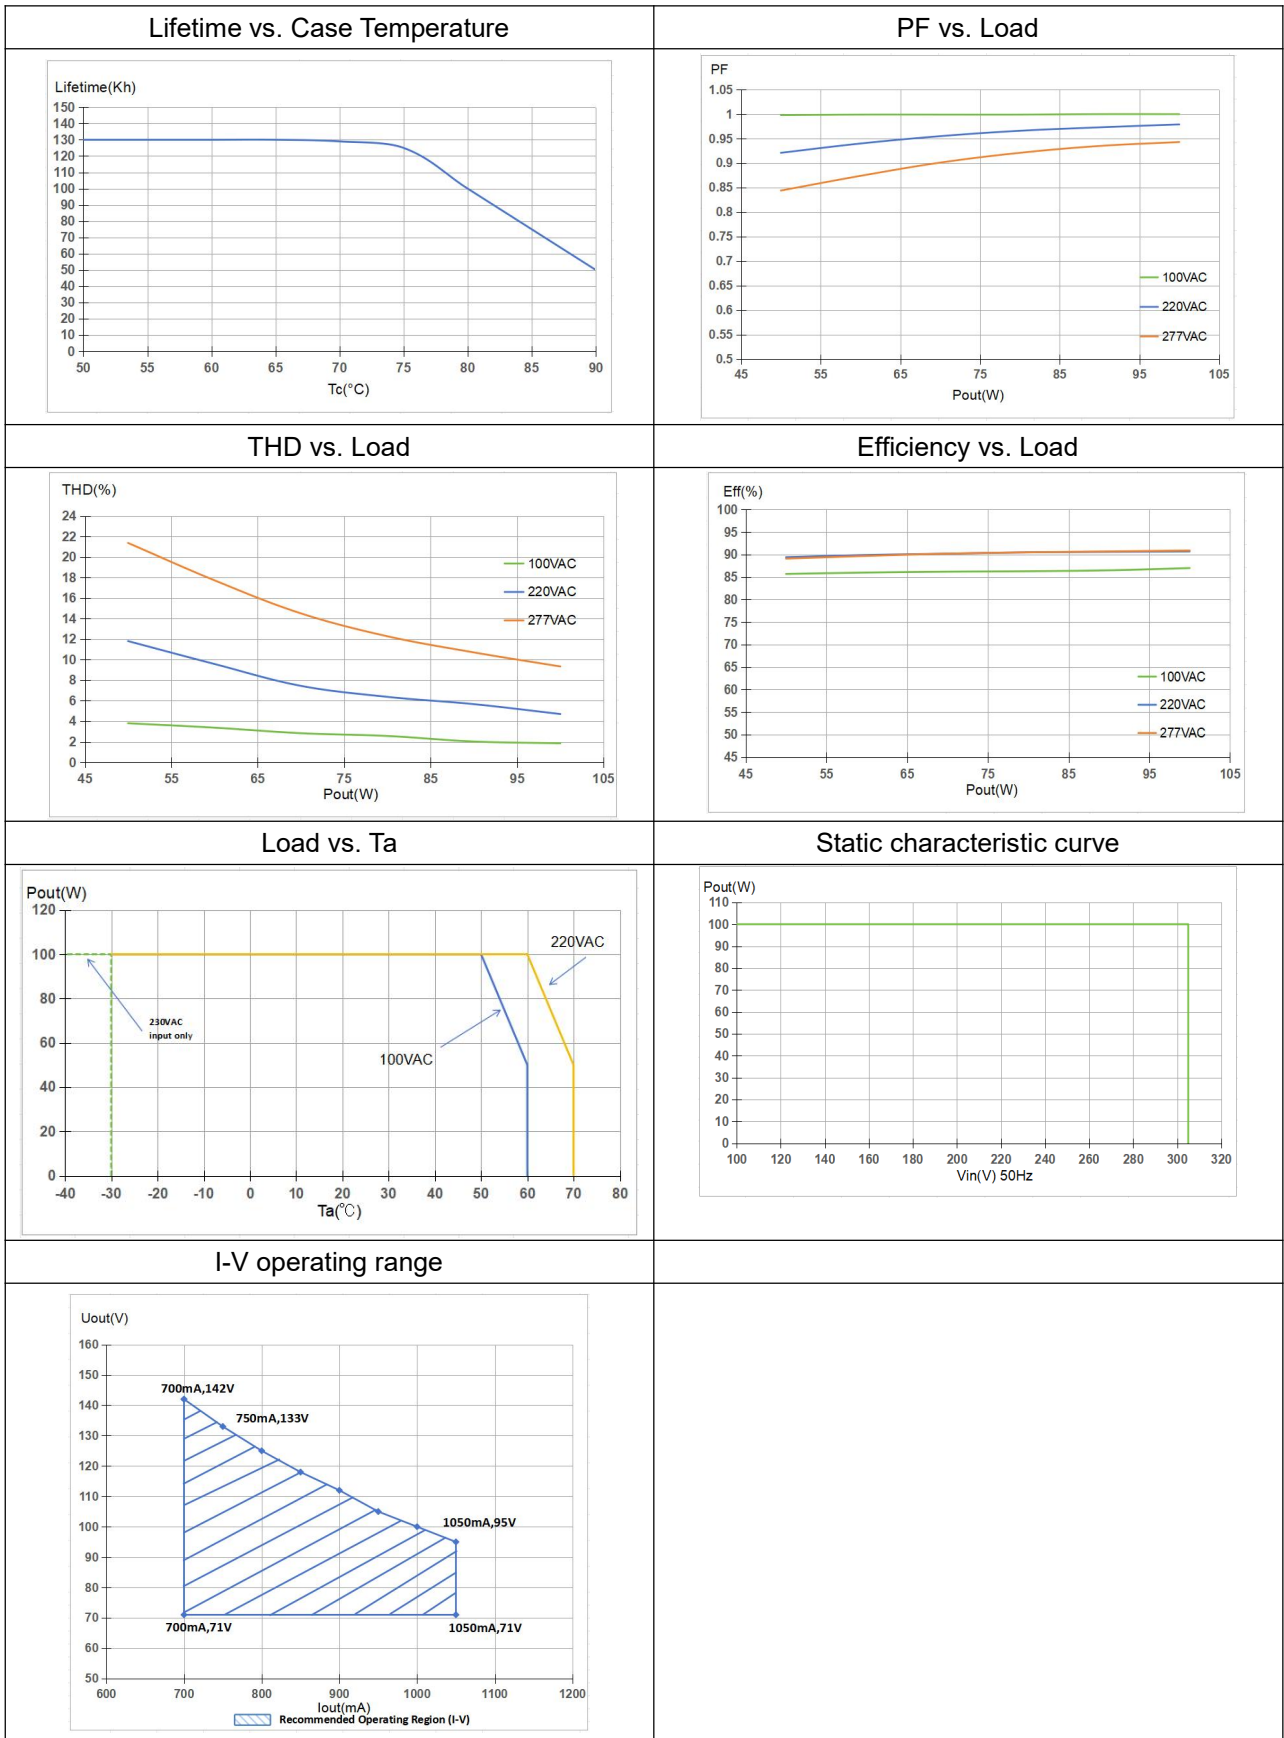 Lifetime vs. Case Temperature
PF vs. Load
Lifetime(Kh)
150
140
130
120
110
100
90
80
70
60
50
40
30
20
10
0
50 55 60 65 70 75 80 85 90
Tc(°C)
PF
1.05
1
0.95
0.9
0.85
0.8
0.75
0.7
0.65
0.6
0.55
0.5
100VAC
220VAC
277VAC
45 55 65 75 85 95 105
Pout(W)
THD vs. Load
Efficiency vs. Load
THD(%)
24
22
20
18
16
14
12
10
8
6
4
2
0
100VAC
220VAC
277VAC
45 55 65 75 85 95 105
Pout(W)
Eff(%)
100
95
90
85
80
75
70
65
60
55
50
45
100VAC
220VAC
277VAC
45 55 65 75 85 95 105
Pout(W)
Load vs. Ta
Static characteristic curve
Pout(W)
120
100
80
60
40
20
0
220VAC
230VAC
input only
100VAC
-40 -30 -20 -10 0 10 20 30 40 50 60 70 80
Ta(℃)
Pout(W)
110
100
90
80
70
60
50
40
30
20
10
0
100 120 140 160 180 200 220 240 260 280 300 320
Vin(V) 50Hz
I-V operating range
Uout(V)
160
150
140
130
120
110
100
90
80
70
60
50
700mA,142V
750mA,133V
1050mA,95V
700mA,71V
1050mA,71V
600 700 800 900 1000 1100 1200
Iout(mA)
Recommended Operating Region (I-V)